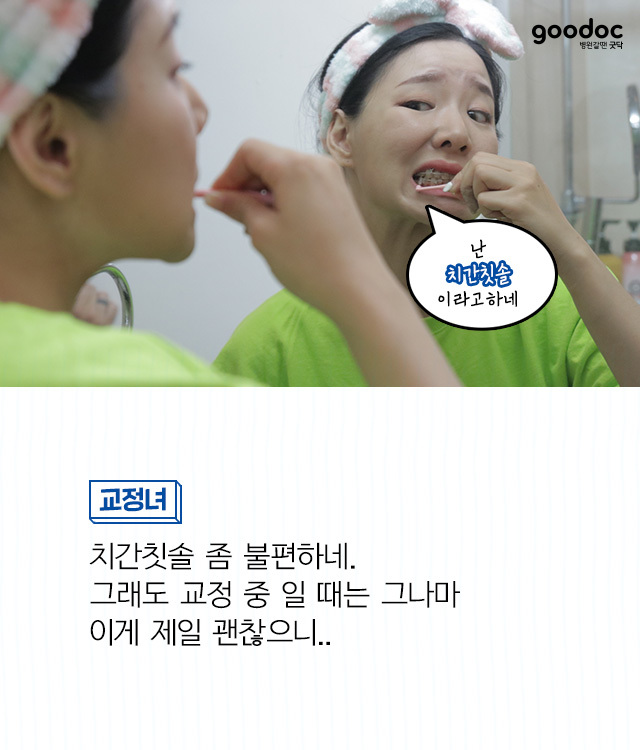 goodoc
병원갈땐 굿닥
난
치간칫솔
이라고하네
교정녀
치간칫솔 좀 불편하네.
그래도 교정 중 일 때는 그나마
이게 제일 괜찮으니..